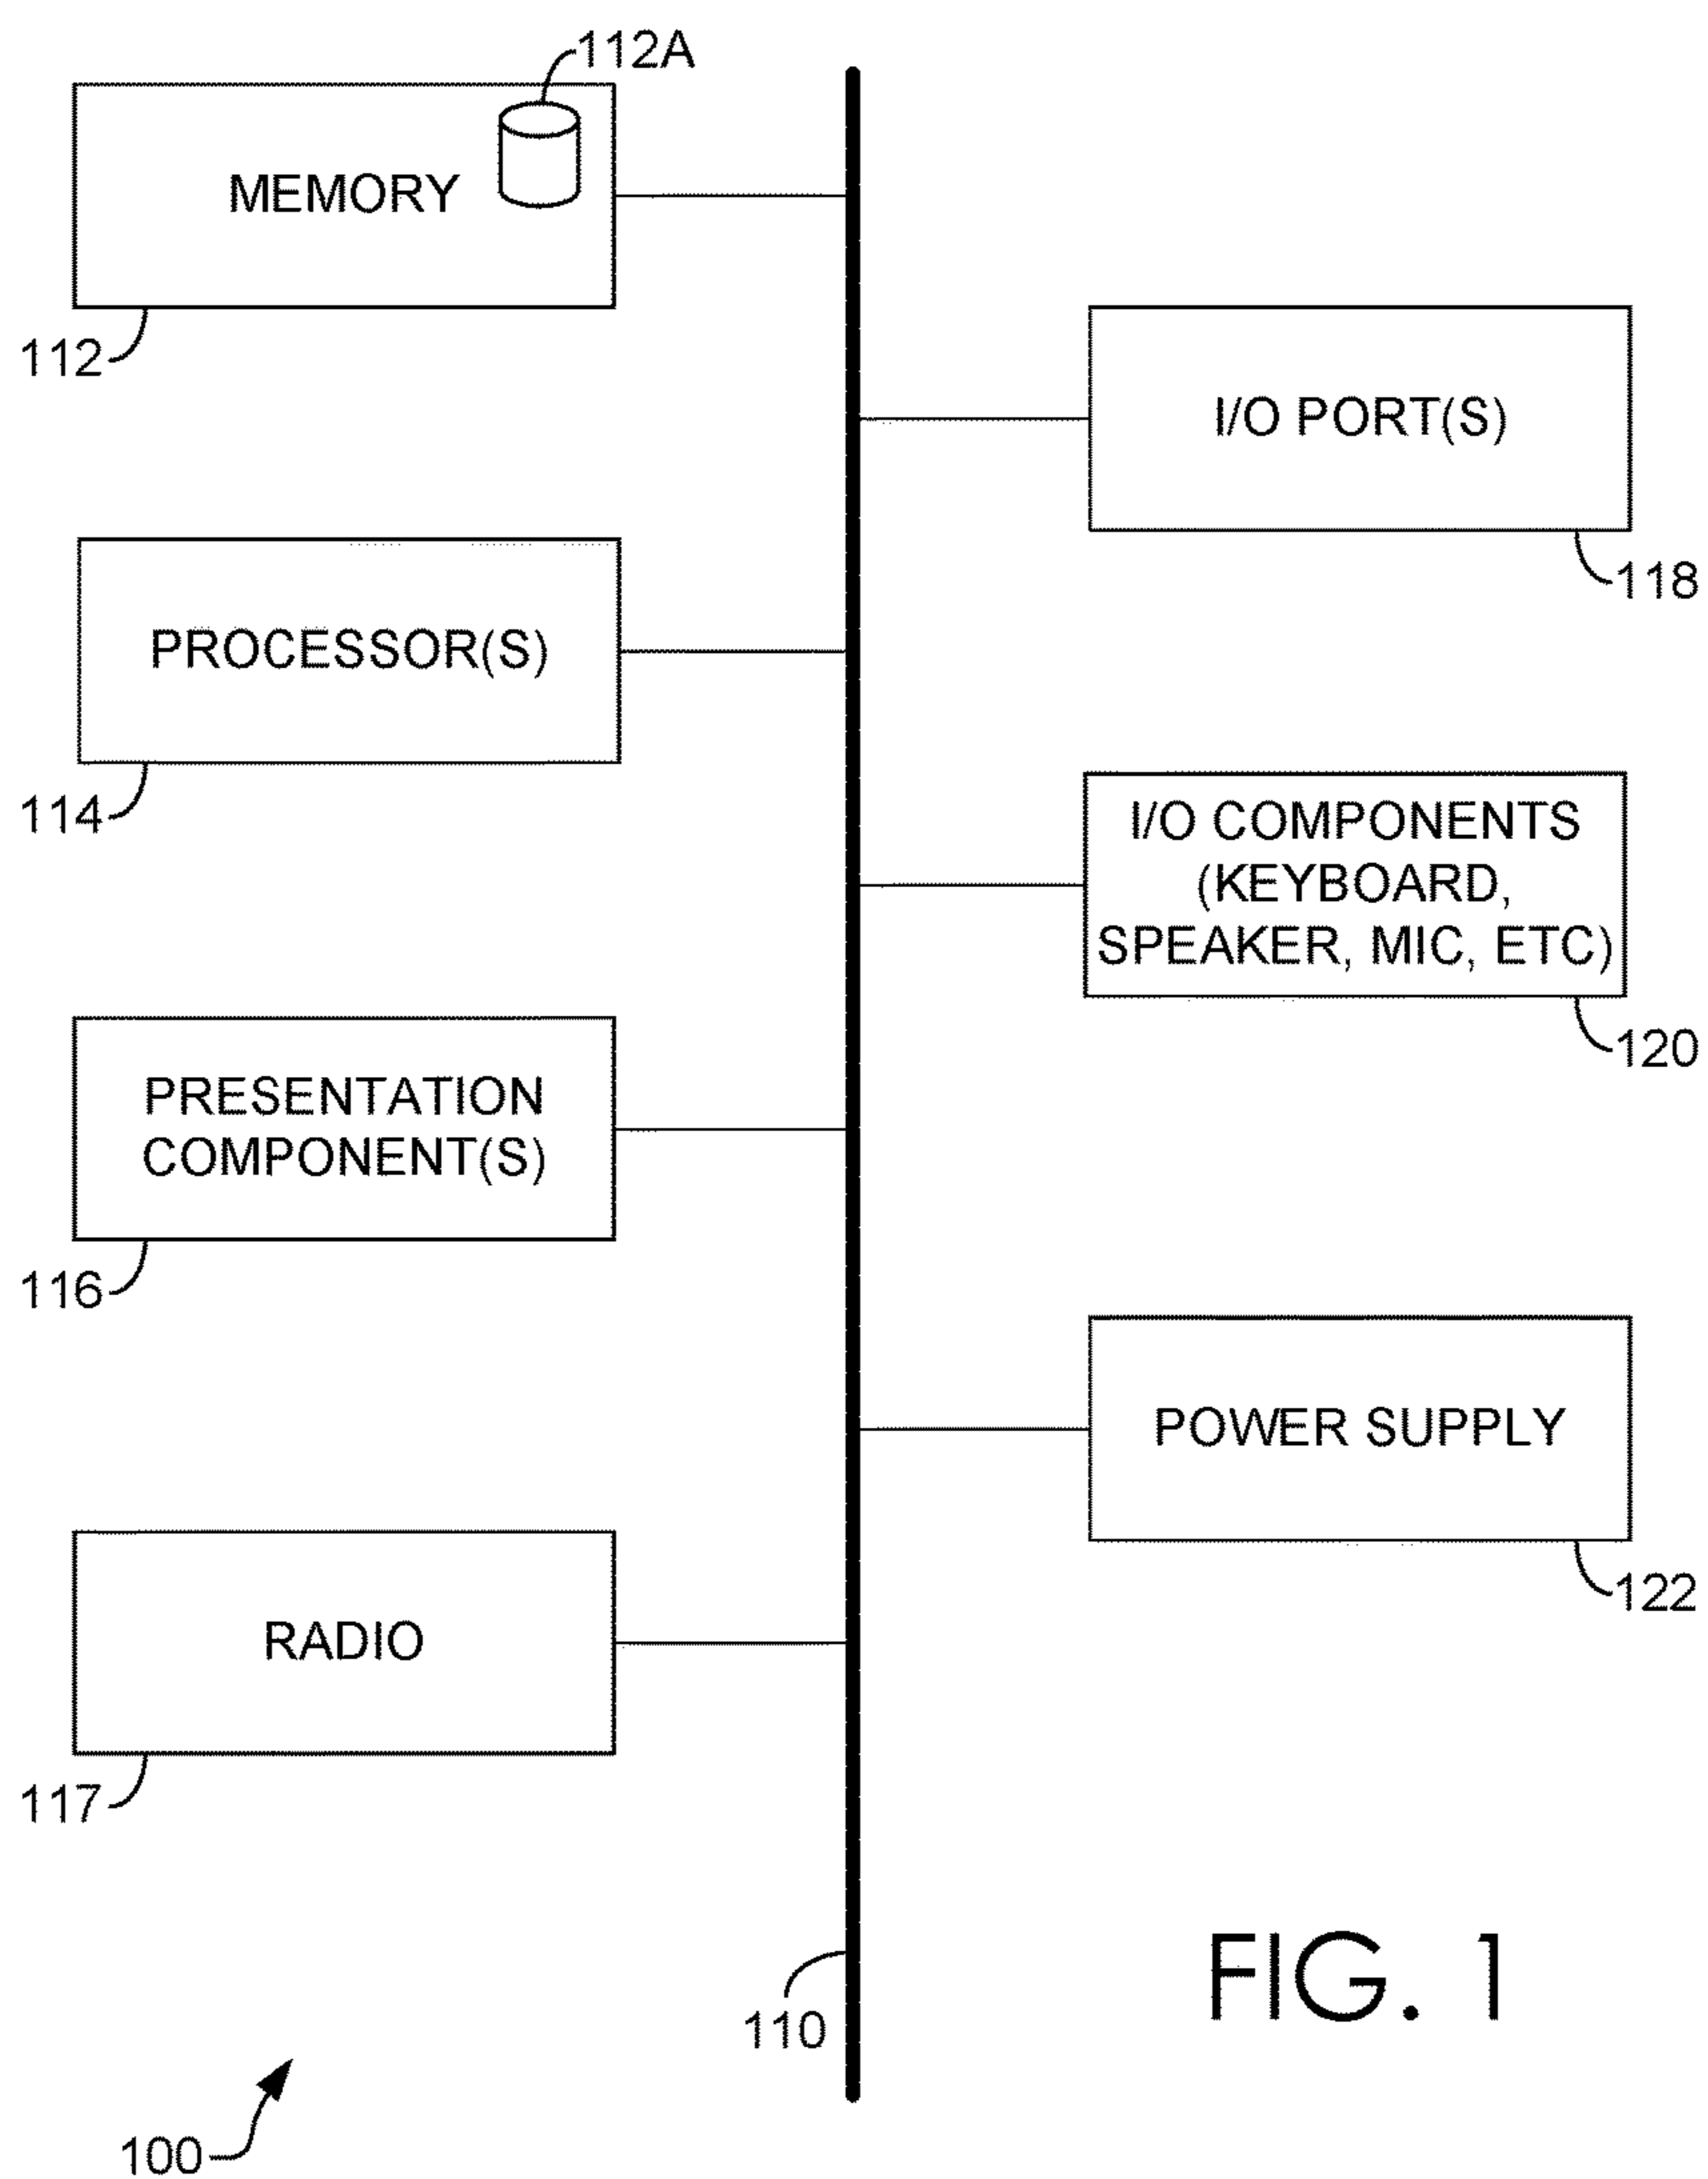 112A
MEMORY
112
I/O PORT(S)
118
PROCESSOR(S)
114
I/O COMPONENTS
(KEYBOARD,
SPEAKER, MIC, ETC)
120
PRESENTATION
COMPONENT(S)
116
POWER SUPPLY
122
RADIO
117
110
FIG. 1
100